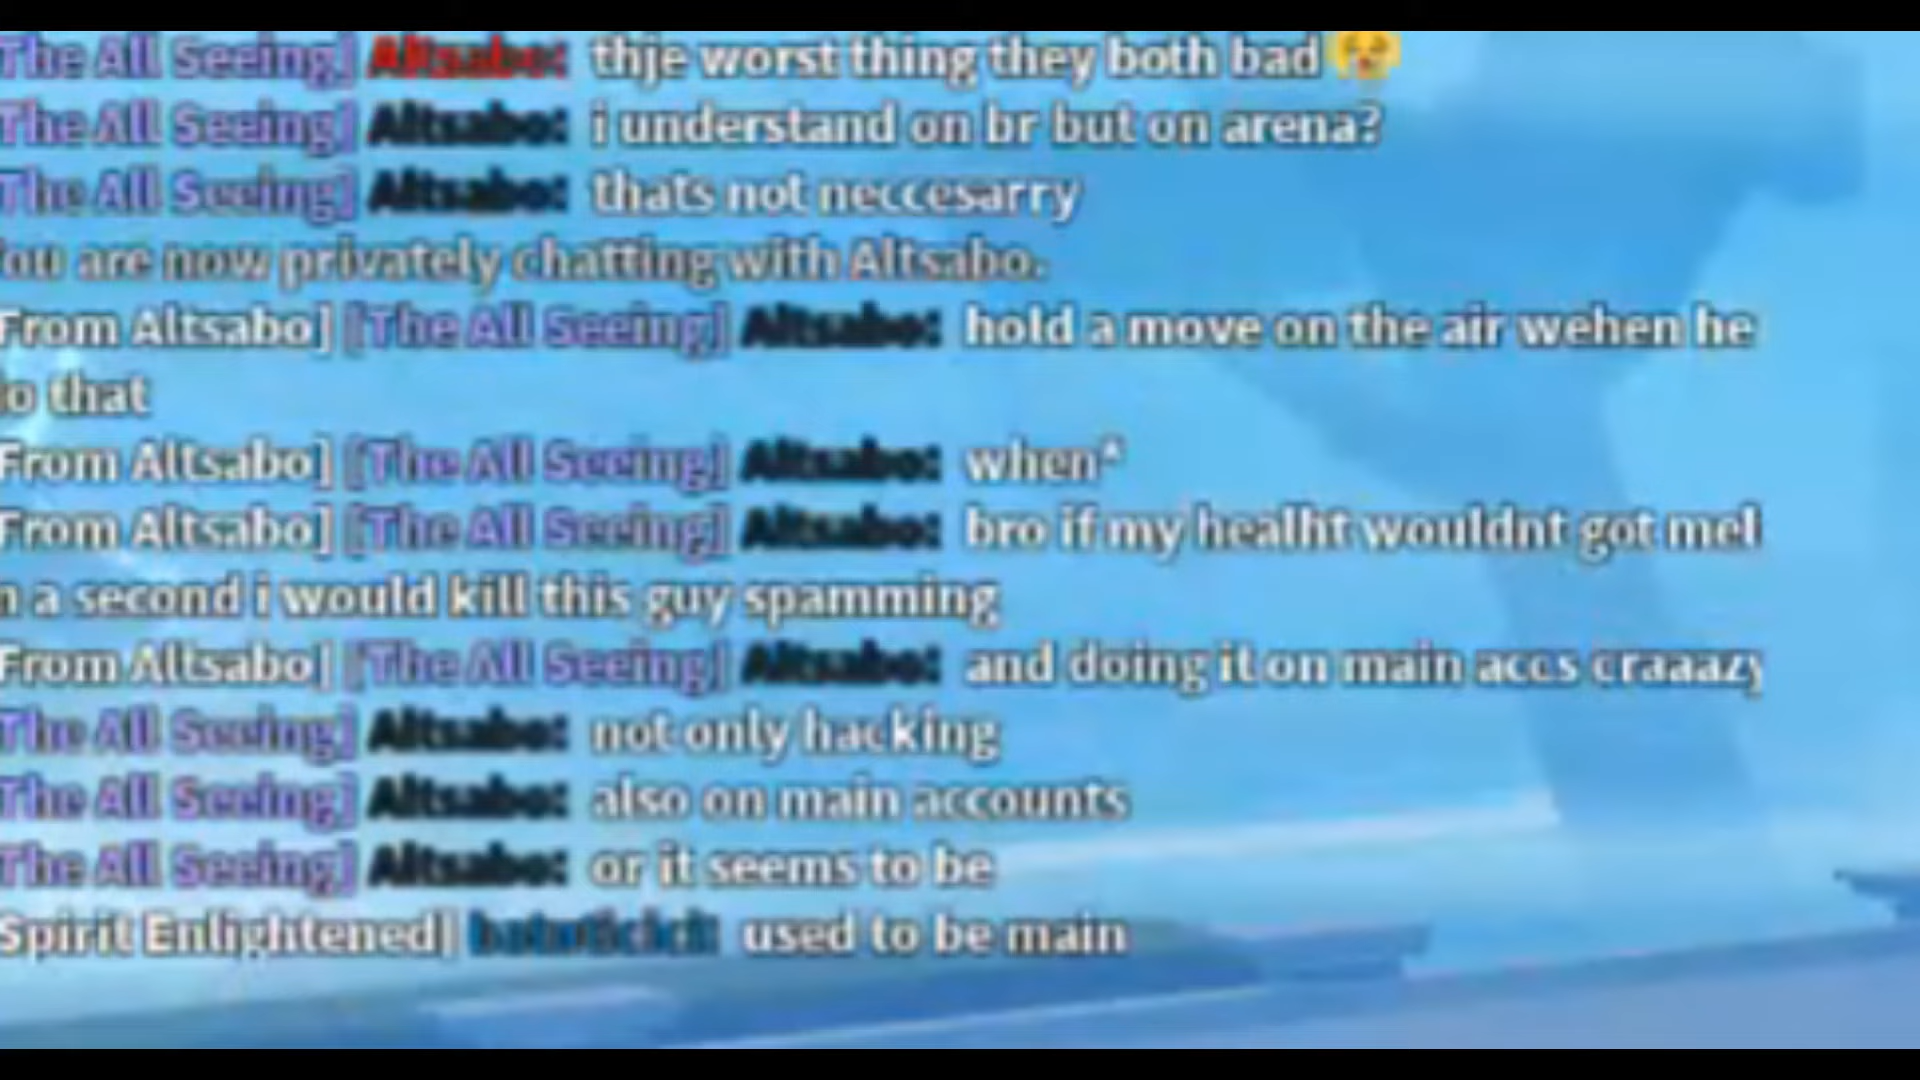 The All Seeing] Altsabo: thje worst thing they both bad
The All Seeing] Altsabo: i understand on br but on arena?
The All Seeing] Altsabo: thats not neccesarry
You are now privately chatting with Altsabo.
From Altsabo] [The All Seeing] Altsabo: hold a move on the air wehen he
o that
From Altsabo] [The All Seeing] Altsabo: when*
From Altsabo] [The All Seeing] Altsabo: bro if my healht wouldnt got mel
n a second i would kill this guy spamming
From Altsabo] [The All Seeing] Altsabo: and doing it on main accs craaazy
The All Seeing] Altsabo: not only hacking
The All Seeing] Altsabo: also on main accounts
The All Seeing] Altsabo: or it seems to be
Spirit Enlightened] used to be main